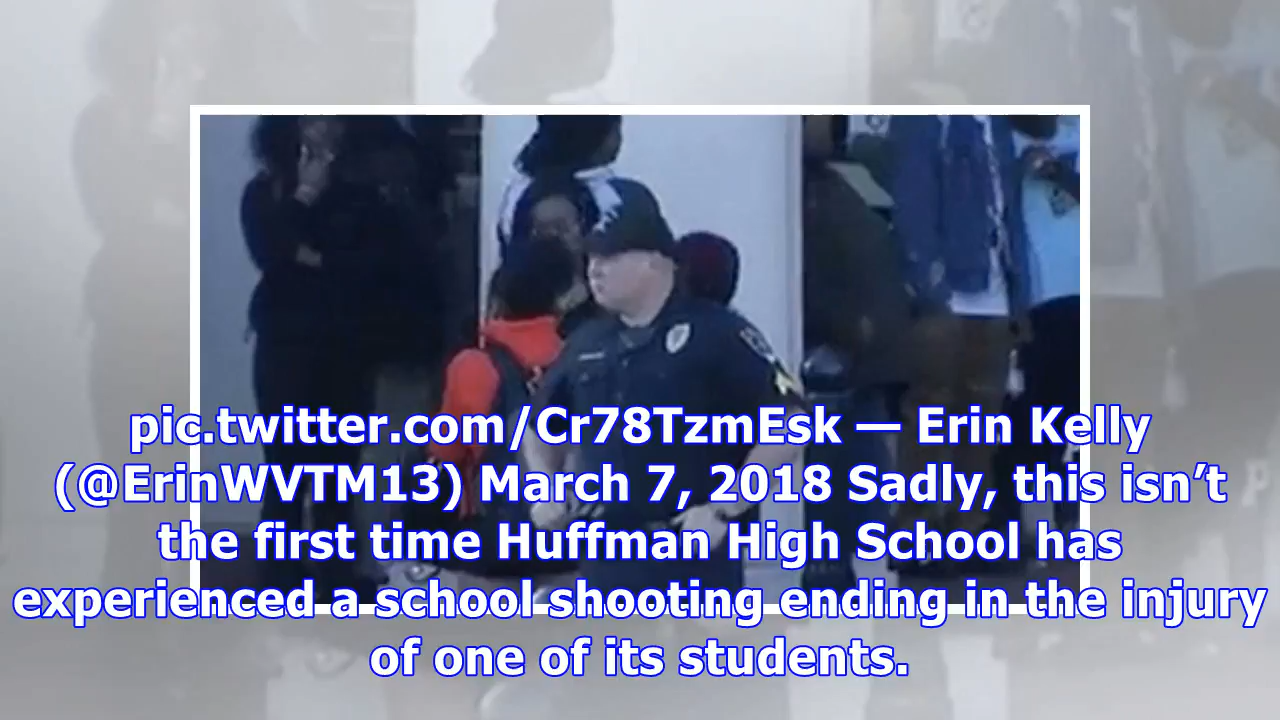 pic.twitter.com/Cr78TzmEsk — Erin Kelly
(@ErinWVTM13) March 7, 2018 Sadly, this isn’t
the first time Huffman High School has
experienced a school shooting ending in the injury
of one of its students.